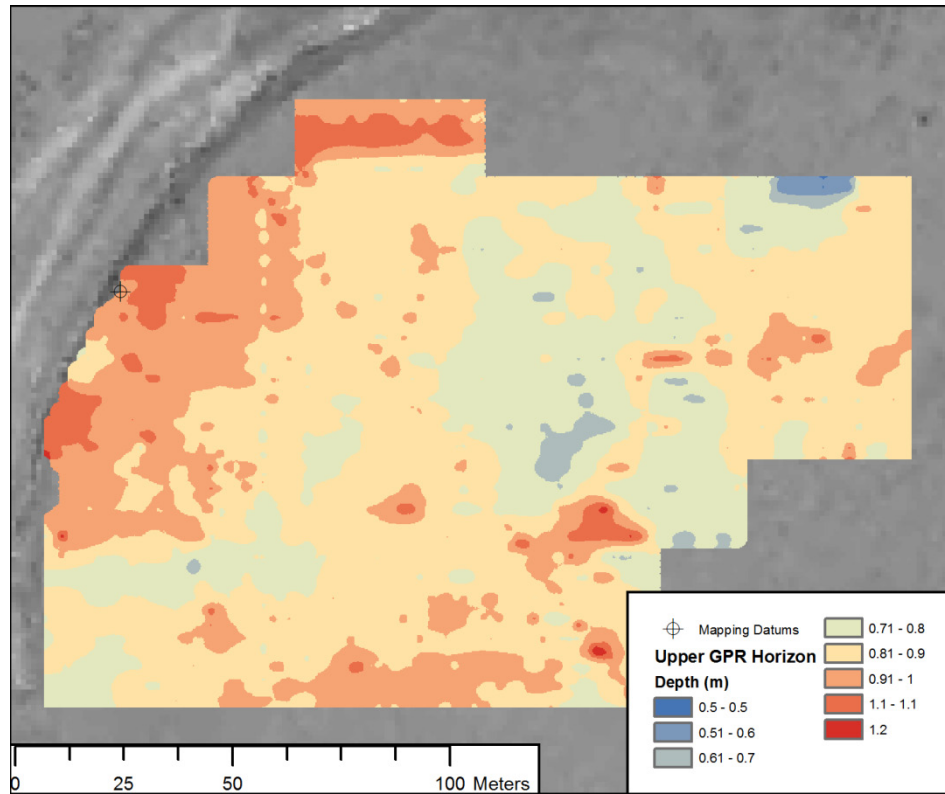 Mapping Datums
Upper GPR Horizon
Depth (m)
0.5 - 0.5
0.51 - 0.6
0.61 - 0.7
0.71 - 0.8
0.81 - 0.9
0.91 - 1
1.1 - 1.1
1.2
0 25 50 100 Meters